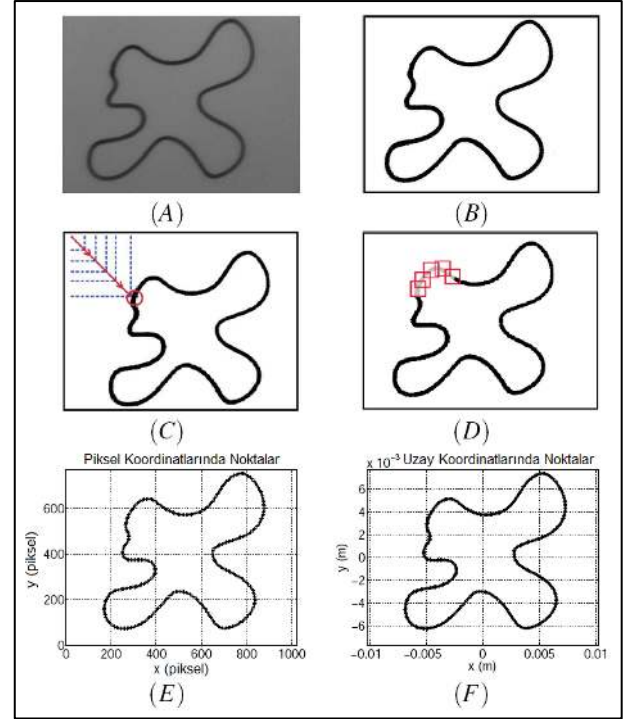 (A)
(B)
(C)
(D)
Piksel Koordinatlarında Noktalar
600
400
200
0
y (piksel)
0 200 400 600 800 1000
x (piksel)
(E)
x 10⁻³ Uzay Koordinatlarında Noktalar
6
4
2
0
−2
−4
−6
y (m)
−0.01 −0.005 0 0.005 0.01
x (m)
(F)